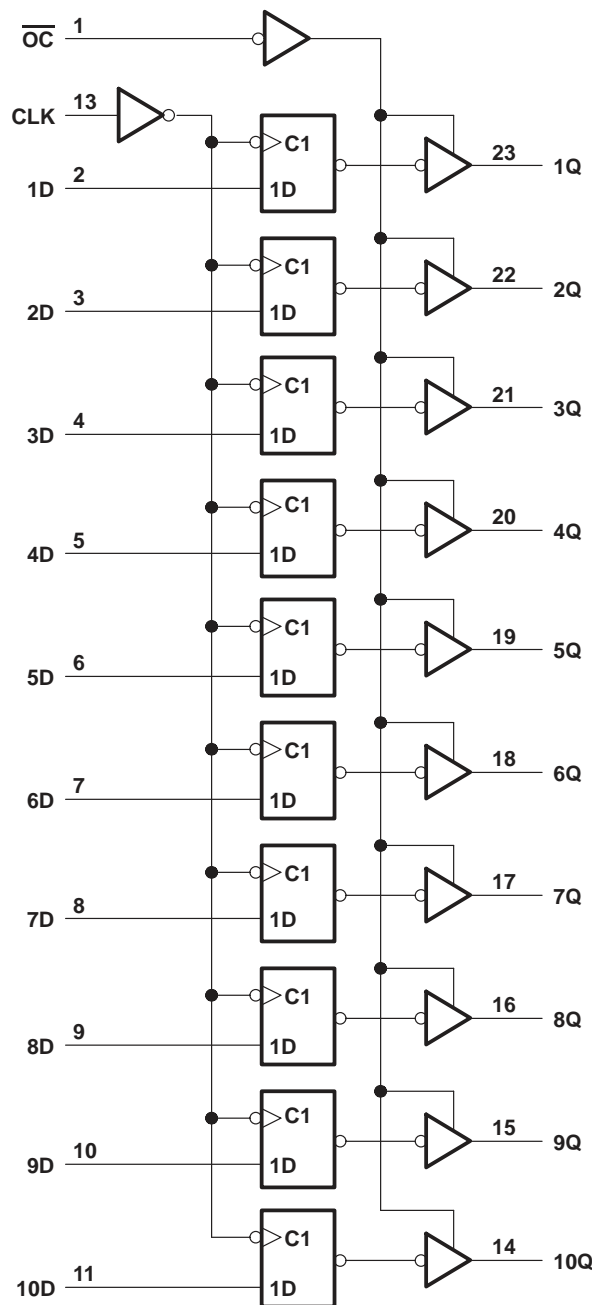 OC 1
CLK 13
C1
1D 2 1D 23 1Q
C1
2D 3 1D 22 2Q
C1
3D 4 1D 21 3Q
C1
4D 5 1D 20 4Q
C1
5D 6 1D 19 5Q
C1
6D 7 1D 18 6Q
C1
7D 8 1D 17 7Q
C1
8D 9 1D 16 8Q
C1
9D 10 1D 15 9Q
C1
10D 11 1D 14 10Q